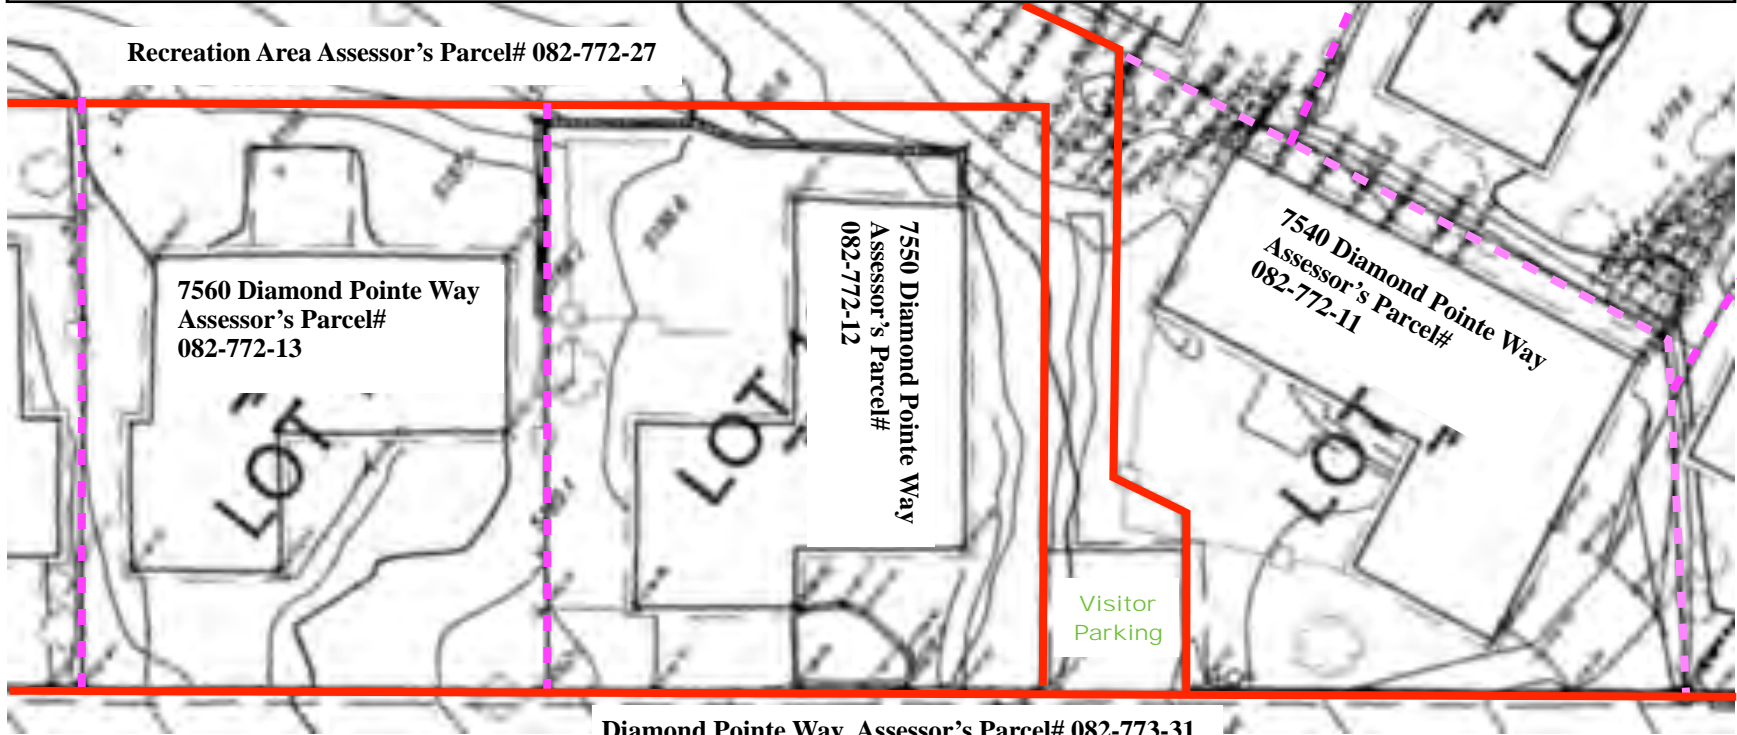 Recreation Area Assessor's Parcel# 082-772-27
LO
7560 Diamond Pointe Way
Assessor's Parcel#
082-772-13
LOT
7550 Diamond Pointe Way
Assessor's Parcel#
082-772-12
LOT
7540 Diamond Pointe Way
Assessor's Parcel#
082-772-11
LOT
Visitor
Parking
Diamond Pointe Way Assessor's Parcel# 082-773-31